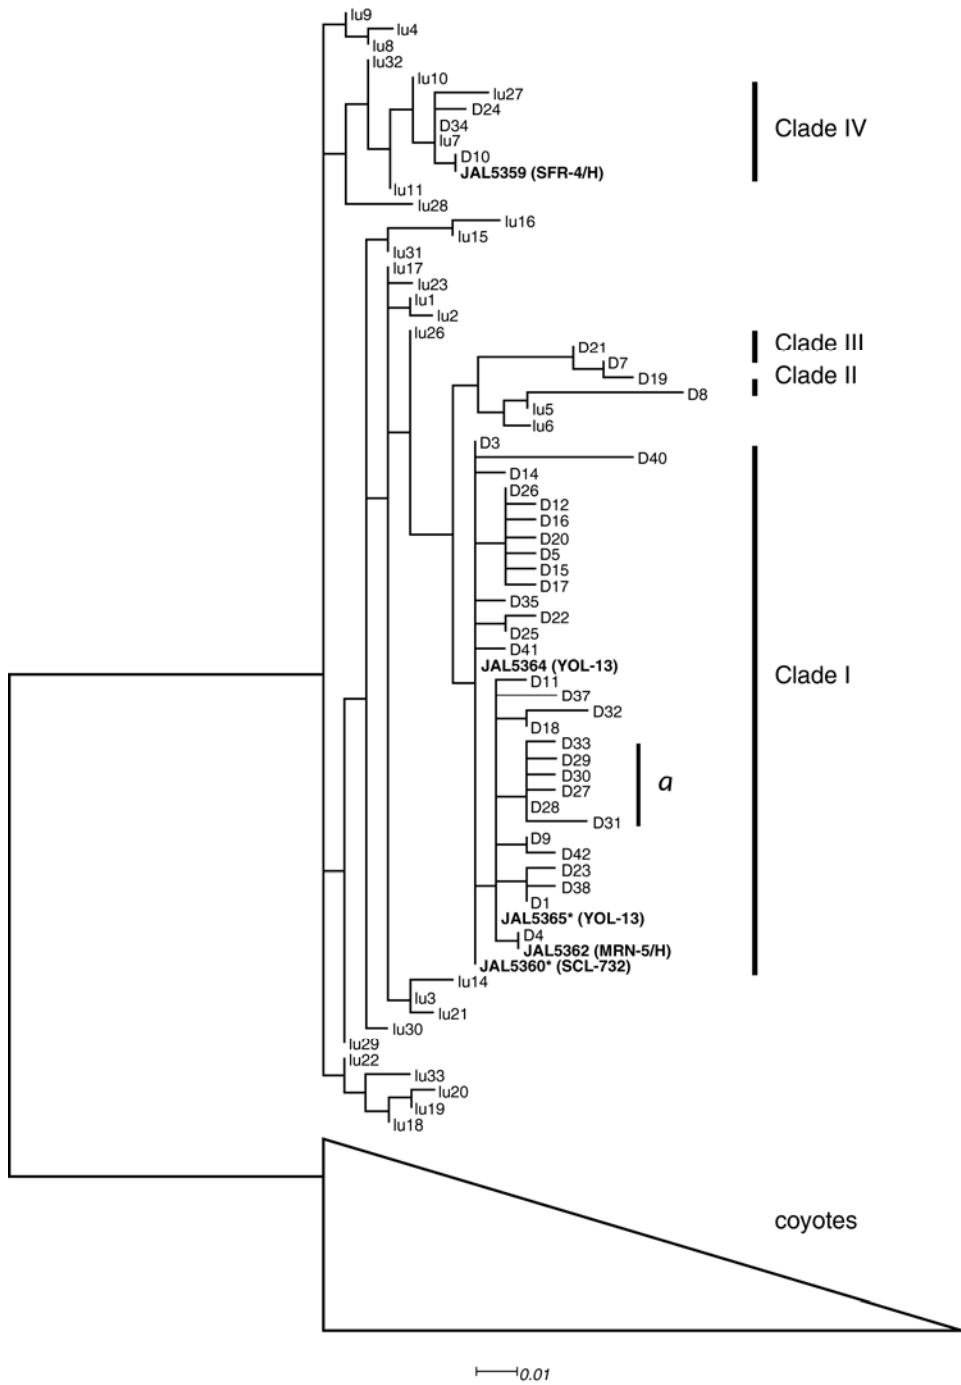 lu9
lu4
lu8
lu32
lu10
lu27
D24
D34
lu7
D10
JAL5359 (SFR-4/H)
lu11
lu28
Clade IV
lu16
lu15
lu31
lu17
lu23
lu1
lu2
lu26
D21
D7
D19
D8
lu5
lu6
Clade III
Clade II
D3
D40
D14
D26
D12
D16
D20
D5
D15
D17
D35
D22
D25
D41
JAL5364 (YOL-13)
Clade I
D11
D37
D32
D18
D33
D29
D30
D27
D28
D31
a
D9
D42
D23
D38
D1
JAL5365* (YOL-13)
D4
JAL5362 (MRN-5/H)
JAL5360* (SCL-732)
lu14
lu3
lu21
lu30
lu29
lu22
lu33
lu20
lu19
lu18
coyotes
0.01